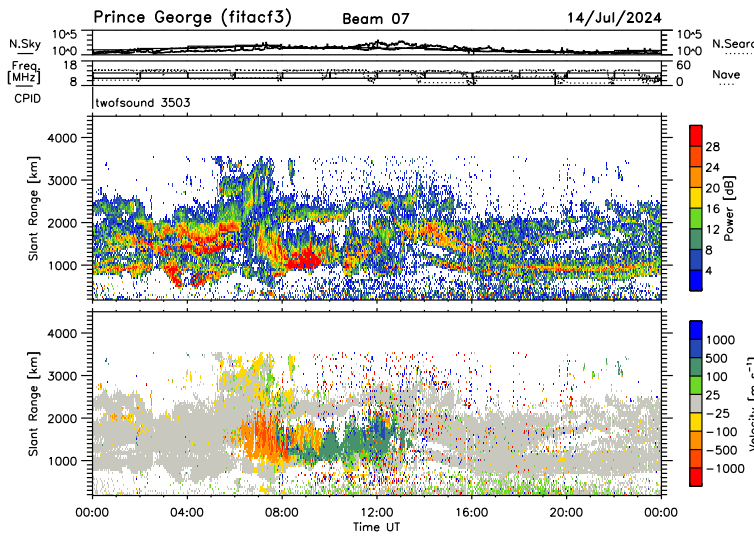 Prince George (fitacf3) Beam 07 14/Jul/2024
N.Sky 10^5 10^0 10^5 10^0 N.Sear
Freq. [MHz] 18 8 60 0 Nave
CPID twofsound 3503
Slant Range [km] 4000 3000 2000 1000
Power [dB] 28 24 20 16 12 8 4
Slant Range [km] 4000 3000 2000 1000
Velocity [m s^-1] 1000 500 100 25 -25 -100 -500 -1000
00:00 04:00 08:00 12:00 16:00 20:00 00:00
Time UT